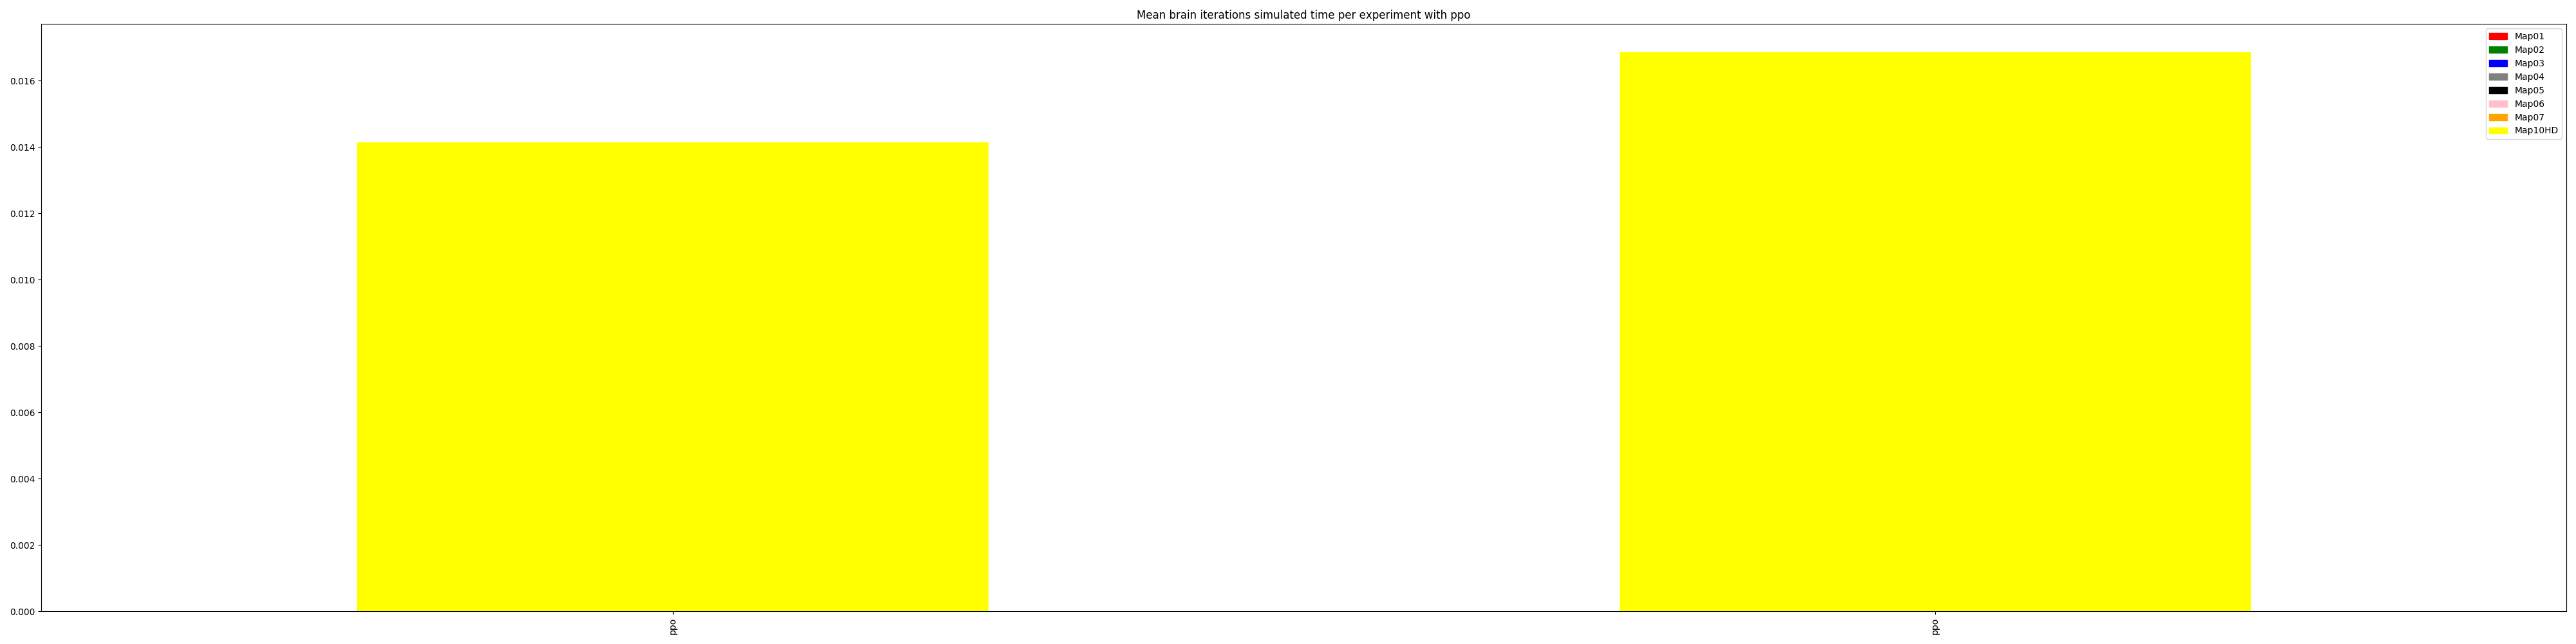 Mean brain iterations simulated time per experiment with ppo
Map01
Map02
Map03
Map04
Map05
Map06
Map07
Map10HD
0.016
0.014
0.012
0.010
0.008
0.006
0.004
0.002
0.000
ppo
ppo